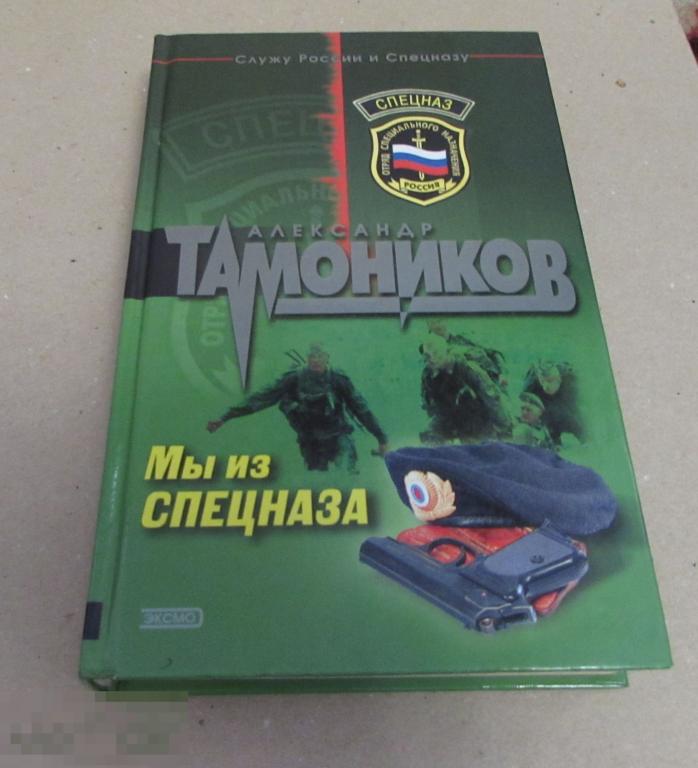 Служу России и Спецназу
СПЕЦНАЗ
ОТРЯД СПЕЦИАЛЬНОГО НАЗНАЧЕНИЯ
РОССИЯ
АЛЕКСАНДР
ТАМОНИКОВ
Мы из
СПЕЦНАЗА
ЭКСМО